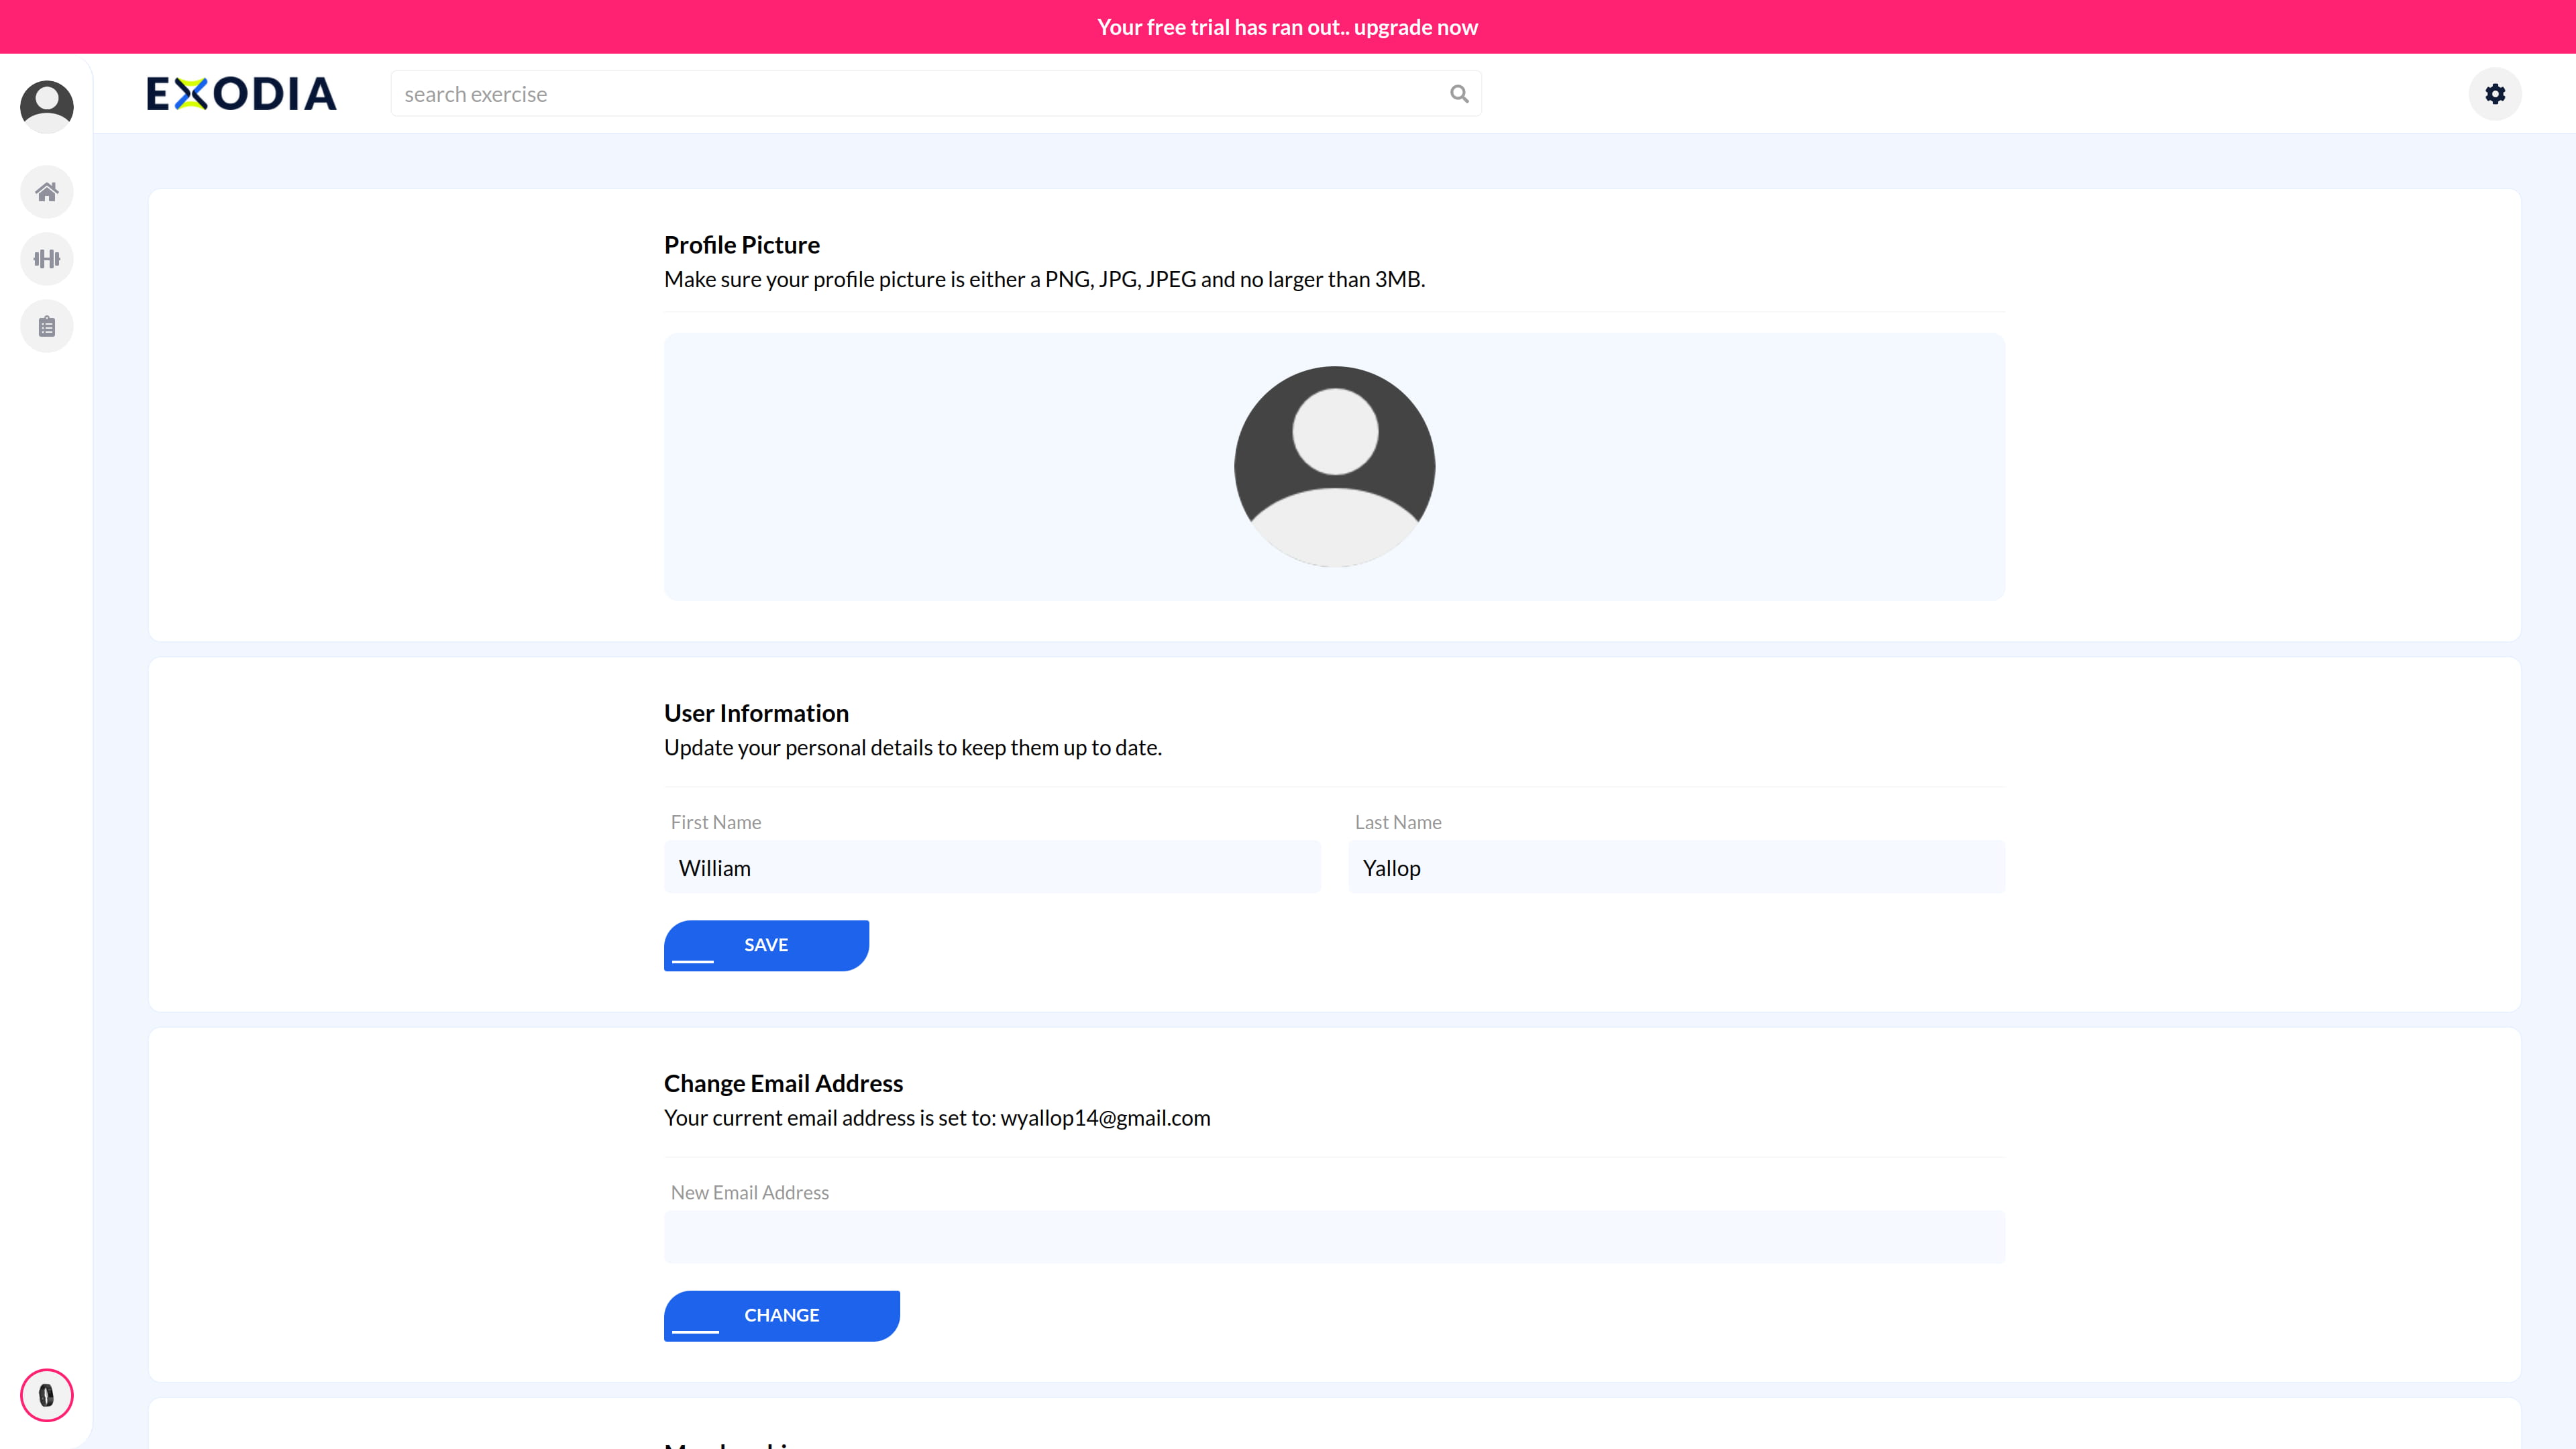 Your free trial has ran out.. upgrade now
EXODIA
search exercise
Profile Picture
Make sure your profile picture is either a PNG, JPG, JPEG and no larger than 3MB.
User Information
Update your personal details to keep them up to date.
First Name
Last Name
William
Yallop
SAVE
Change Email Address
Your current email address is set to: wyallop14@gmail.com
New Email Address
CHANGE